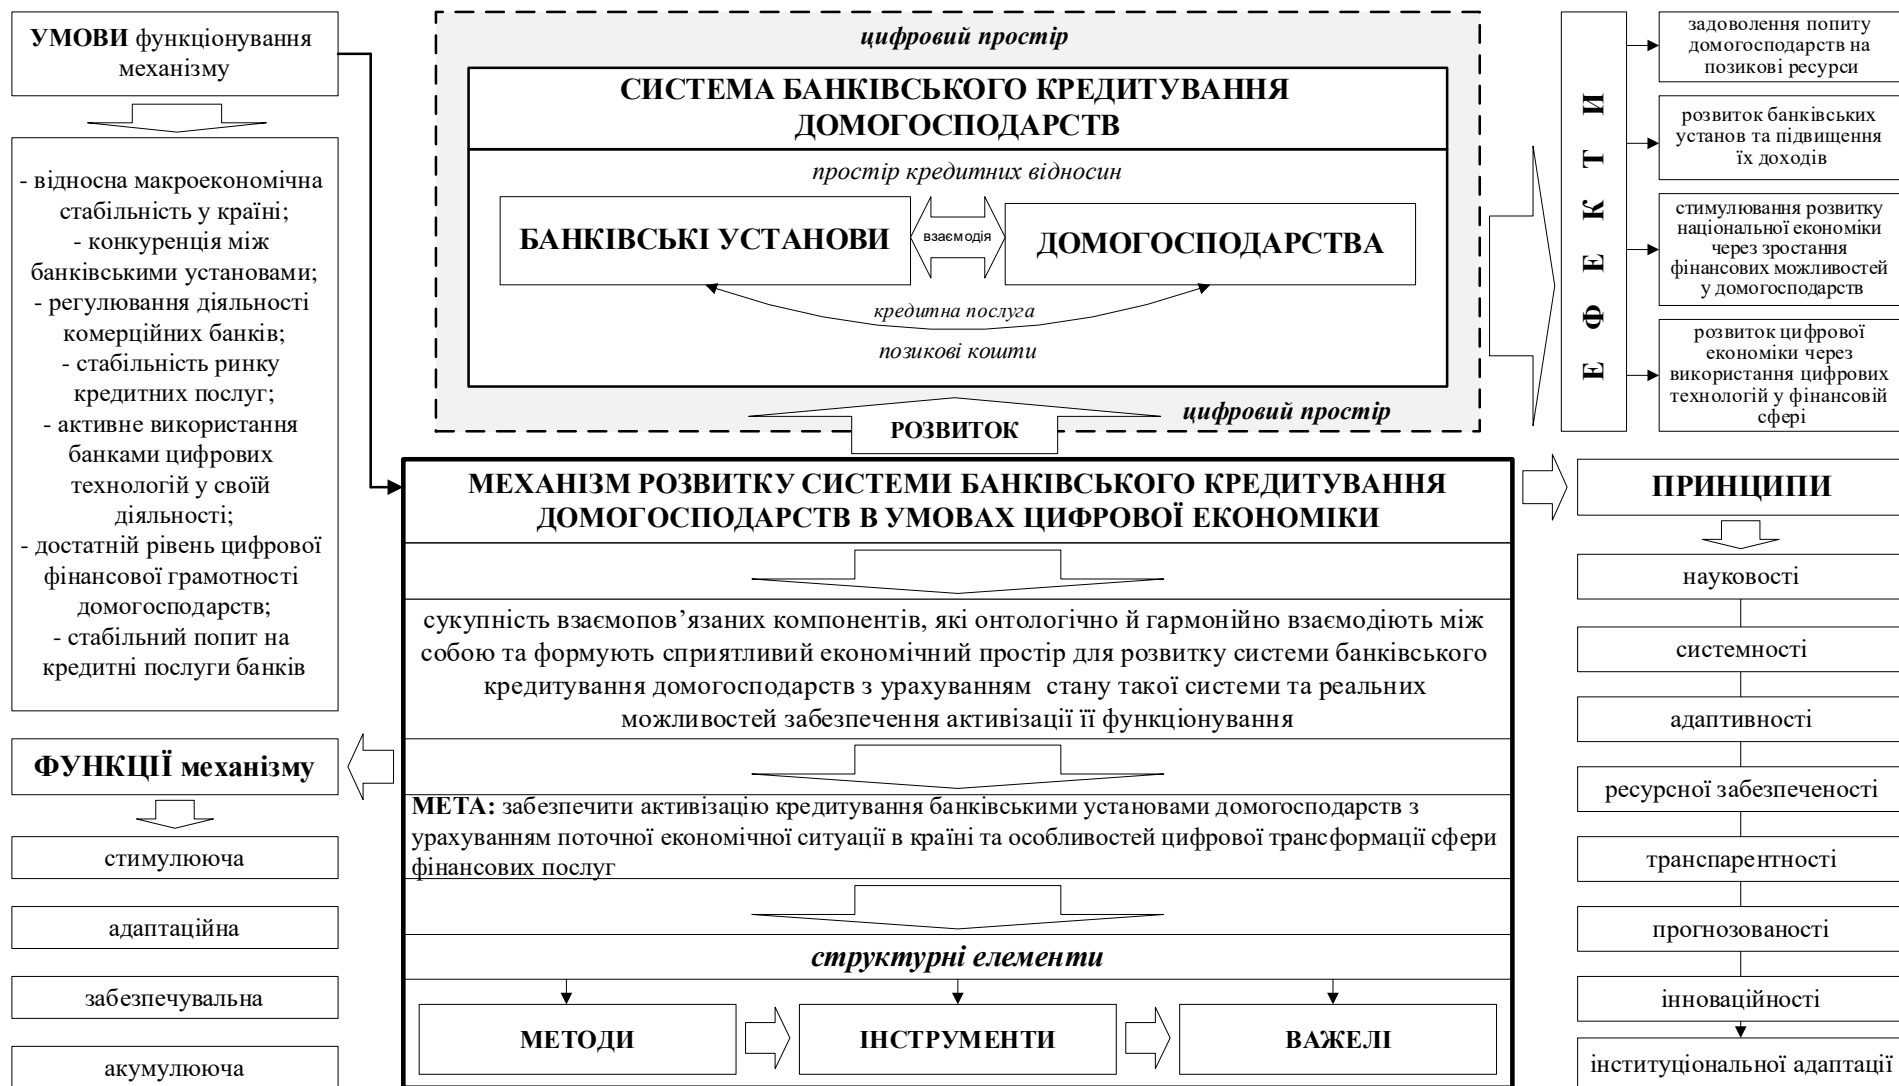 УМОВИ функціонування
механізму
- відносна макроекономічна
стабільність у країні;
- конкуренція між
банківськими установами;
- регулювання діяльності
комерційних банків;
- стабільність ринку
кредитних послуг;
- активне використання
банками цифрових
технологій у своїй
діяльності;
- достатній рівень цифрової
фінансової грамотності
домогосподарств;
- стабільний попит на
кредитні послуги банків
ФУНКЦІЇ механізму
стимулююча
адаптаційна
забезпечувальна
акумулююча
цифровий простір
СИСТЕМА БАНКІВСЬКОГО КРЕДИТУВАННЯ
ДОМОГОСПОДАРСТВ
простір кредитних відносин
БАНКІВСЬКІ УСТАНОВИ
взаємодія
ДОМОГОСПОДАРСТВА
кредитна послуга
позикові кошти
цифровий простір
РОЗВИТОК
МЕХАНІЗМ РОЗВИТКУ СИСТЕМИ БАНКІВСЬКОГО КРЕДИТУВАННЯ
ДОМОГОСПОДАРСТВ В УМОВАХ ЦИФРОВОЇ ЕКОНОМІКИ
сукупність взаємопов’язаних компонентів, які онтологічно й гармонійно взаємодіють між
собою та формують сприятливий економічний простір для розвитку системи банківського
кредитування домогосподарств з урахуванням стану такої системи та реальних
можливостей забезпечення активізації її функціонування
МЕТА: забезпечити активізацію кредитування банківськими установами домогосподарств з
урахуванням поточної економічної ситуації в країні та особливостей цифрової трансформації сфери
фінансових послуг
структурні елементи
МЕТОДИ
ІНСТРУМЕНТИ
ВАЖЕЛІ
ЕФЕКТИ
задоволення попиту
домогосподарств на
позикові ресурси
розвиток банківських
установ та підвищення
їх доходів
стимулювання розвитку
національної економіки
через зростання
фінансових можливостей
у домогосподарств
розвиток цифрової
економіки через
використання цифрових
технологій у фінансовій
сфері
ПРИНЦИПИ
науковості
системності
адаптивності
ресурсної забезпеченості
транспарентності
прогнозованості
інноваційності
інституціональної адаптації